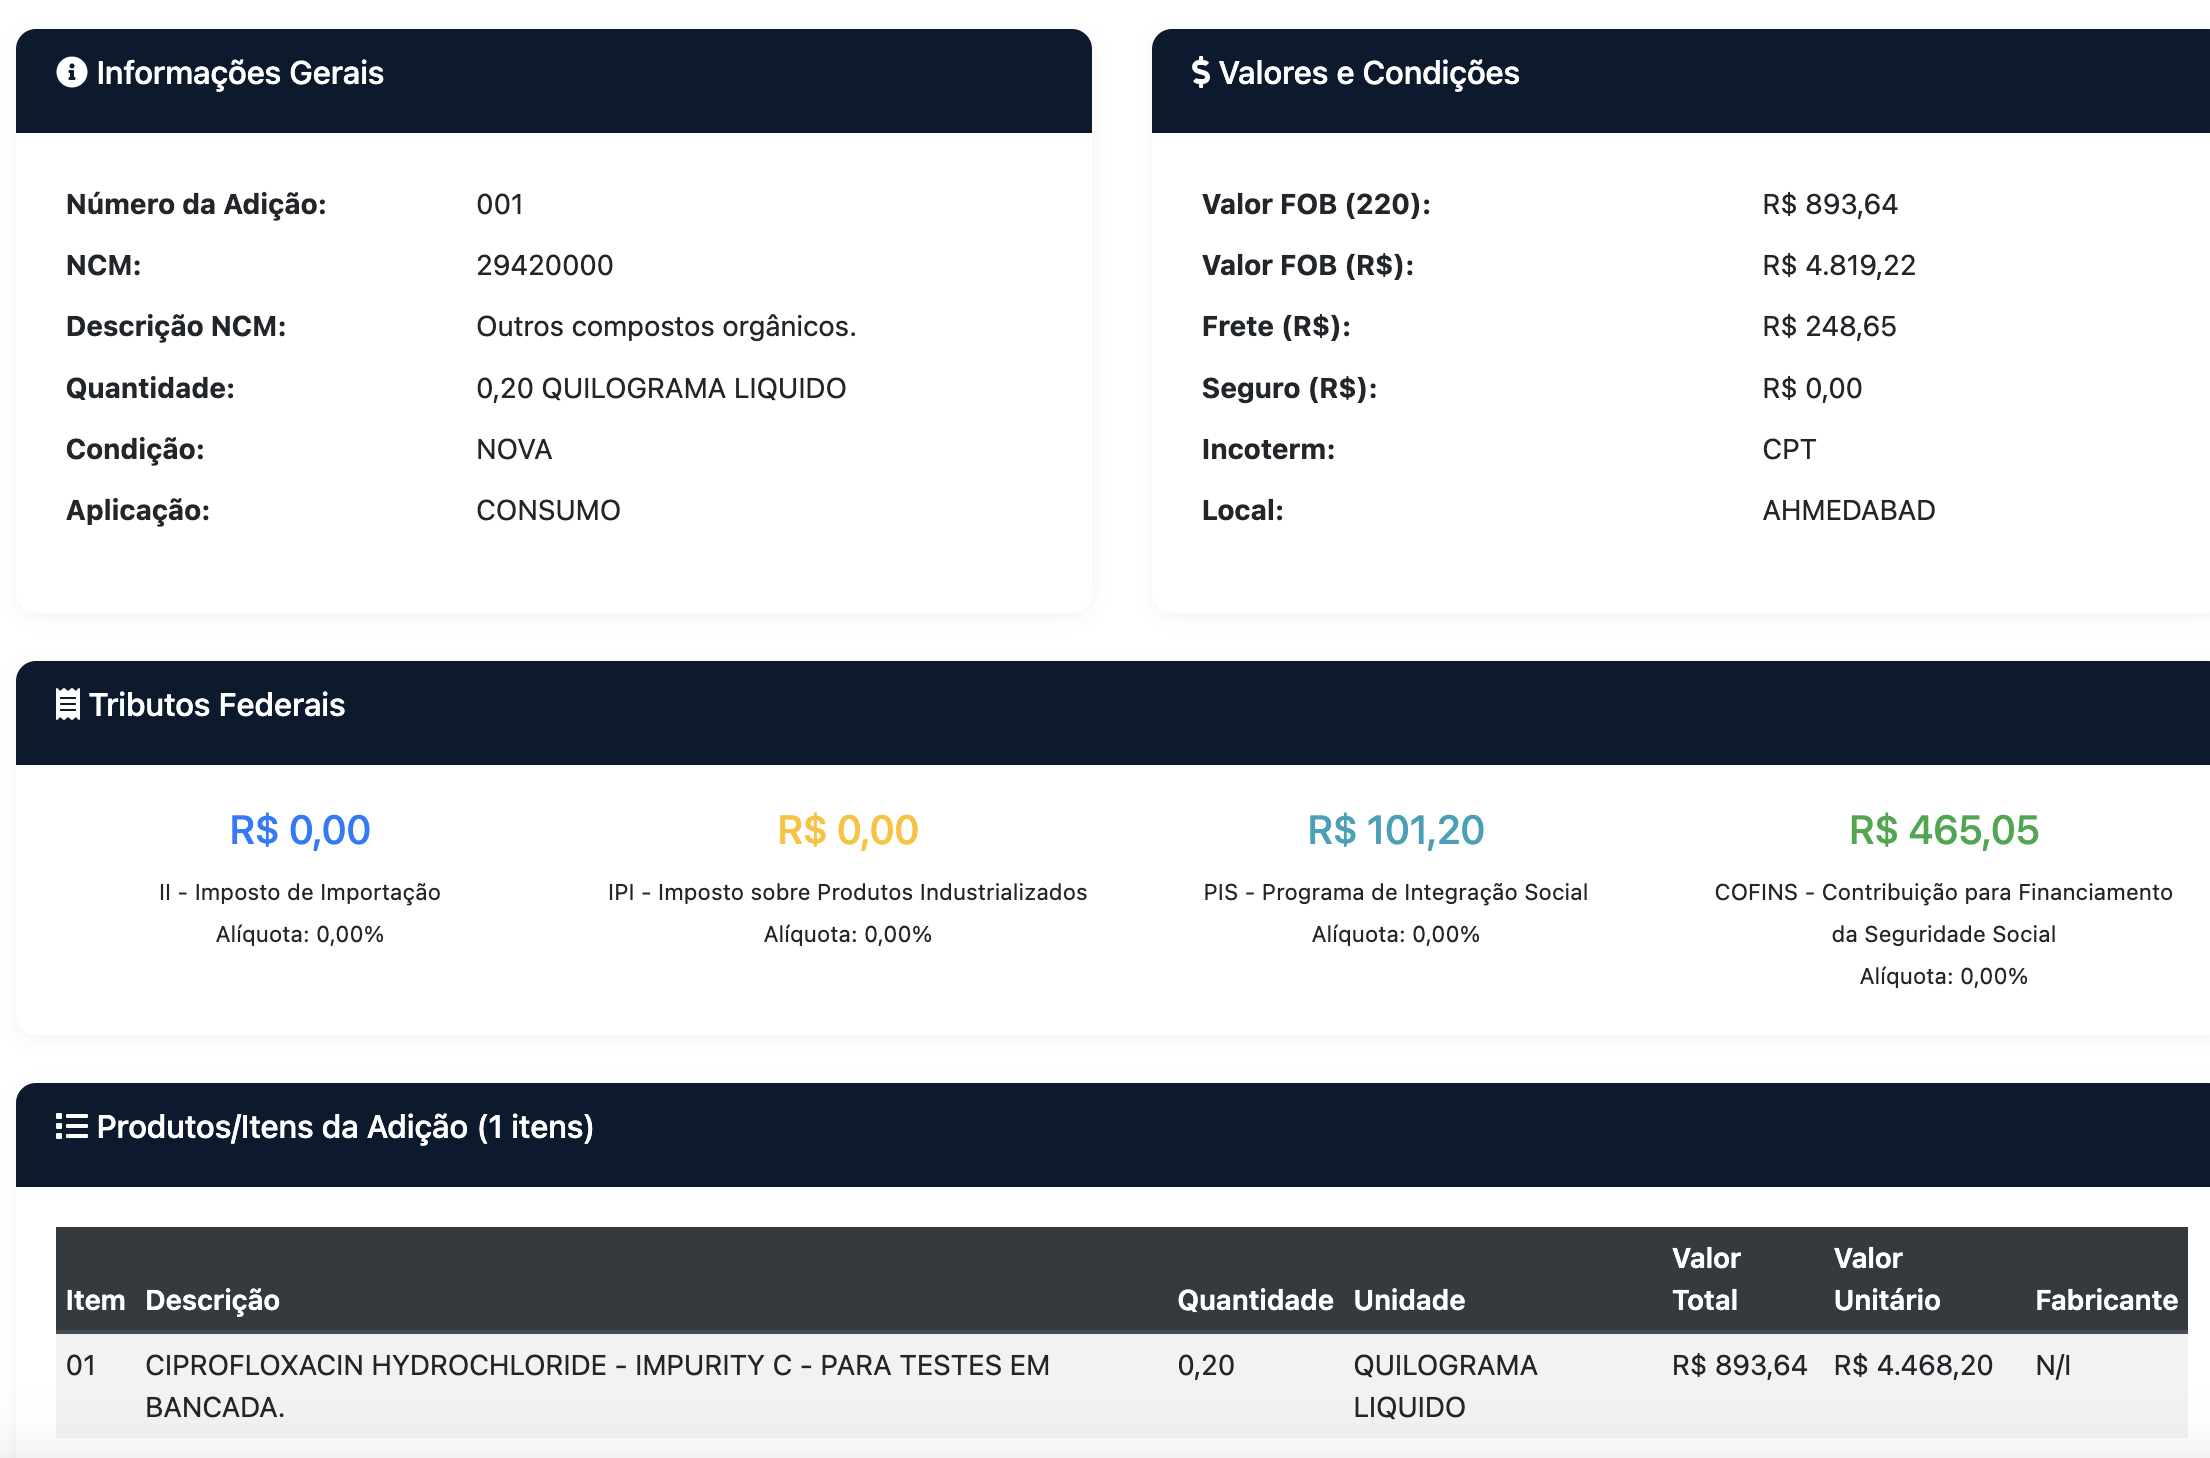 Informações Gerais
Número da Adição: 001
NCM: 29420000
Descrição NCM: Outros compostos orgânicos.
Quantidade: 0,20 QUILOGRAMA LIQUIDO
Condição: NOVA
Aplicação: CONSUMO
$ Valores e Condições
Valor FOB (220): R$ 893,64
Valor FOB (R$): R$ 4.819,22
Frete (R$): R$ 248,65
Seguro (R$): R$ 0,00
Incoterm: CPT
Local: AHMEDABAD
Tributos Federais
R$ 0,00
II - Imposto de Importação
Alíquota: 0,00%
R$ 0,00
IPI - Imposto sobre Produtos Industrializados
Alíquota: 0,00%
R$ 101,20
PIS - Programa de Integração Social
Alíquota: 0,00%
R$ 465,05
COFINS - Contribuição para Financiamento
da Seguridade Social
Alíquota: 0,00%
Produtos/Itens da Adição (1 itens)
Item Descrição Quantidade Unidade Valor Total Valor Unitário Fabricante
01 CIPROFLOXACIN HYDROCHLORIDE - IMPURITY C - PARA TESTES EM 0,20 QUILOGRAMA R$ 893,64 R$ 4.468,20 N/I
BANCADA. LIQUIDO